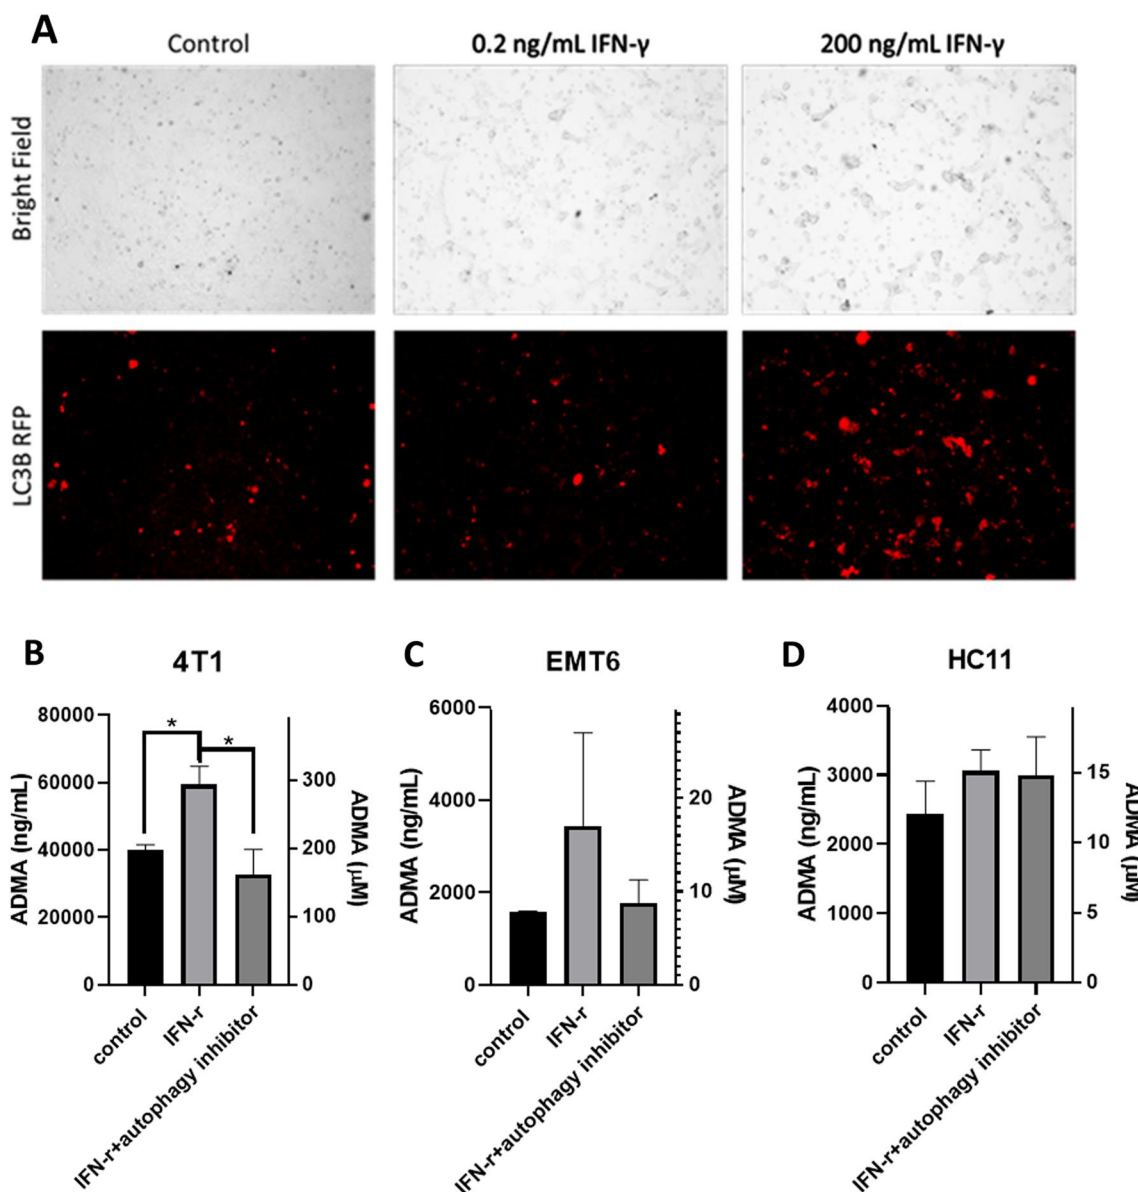 A
Control
0.2 ng/mL IFN-γ
200 ng/mL IFN-γ
Bright Field
LC3B RFP
B
4T1
ADMA (ng/mL)
80000
60000
40000
20000
0
*
*
300
200
100
0
ADMA (μM)
control
IFN-r
IFN-r+autophagy inhibitor
C
EMT6
ADMA (ng/mL)
6000
4000
2000
0
20
10
0
ADMA (μM)
control
IFN-r
IFN-r+autophagy inhibitor
D
HC11
ADMA (ng/mL)
4000
3000
2000
1000
0
15
10
5
0
ADMA (μM)
control
IFN-r
IFN-r+autophagy inhibitor